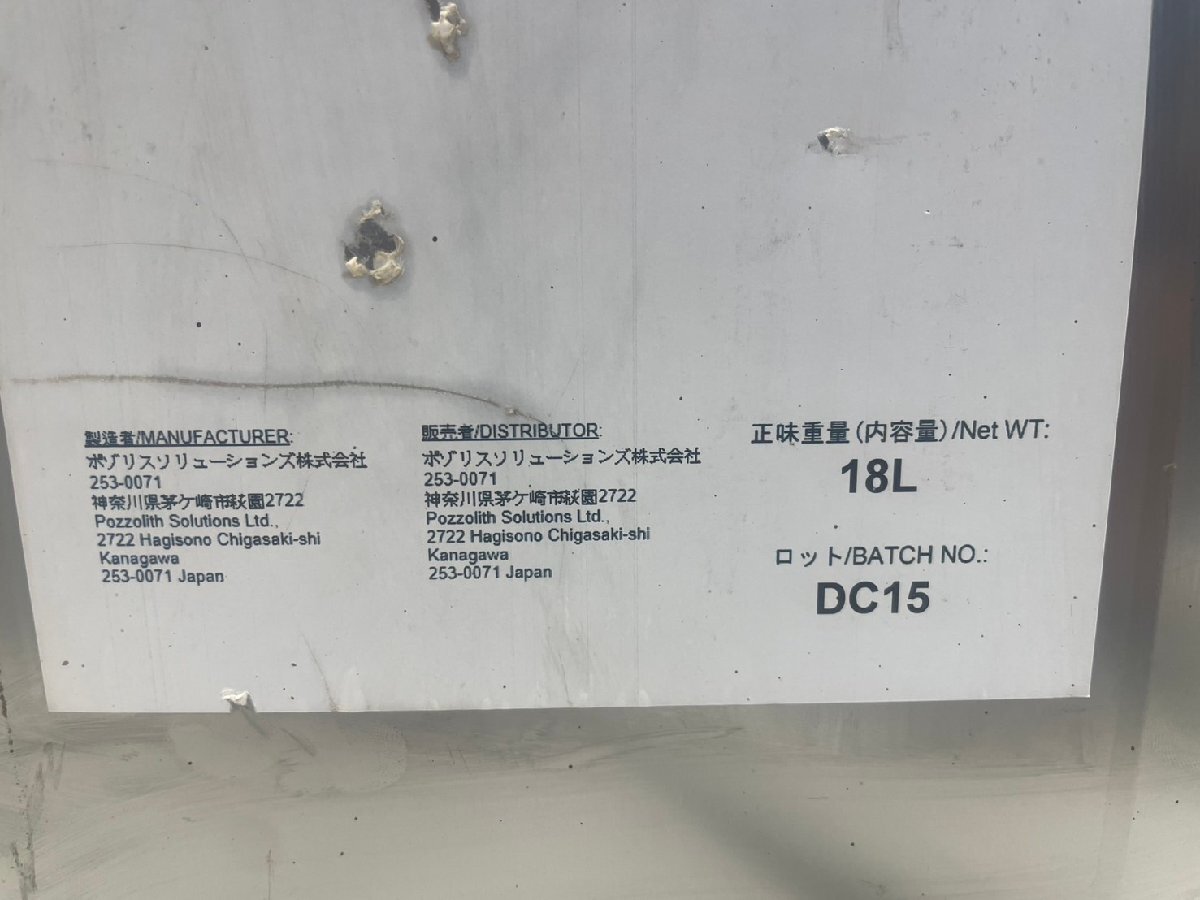 製造者/MANUFACTURER:
ポゾリスソリューションズ株式会社
253-0071
神奈川県茅ケ崎市萩園2722
Pozzolith Solutions Ltd.,
2722 Hagisono Chigasaki-shi
Kanagawa
253-0071 Japan
販売者/DISTRIBUTOR:
ポゾリスソリューションズ株式会社
253-0071
神奈川県茅ケ崎市萩園2722
Pozzolith Solutions Ltd.,
2722 Hagisono Chigasaki-shi
Kanagawa
253-0071 Japan
正味重量(内容量)/Net WT:
18L
ロット/BATCH NO.:
DC15